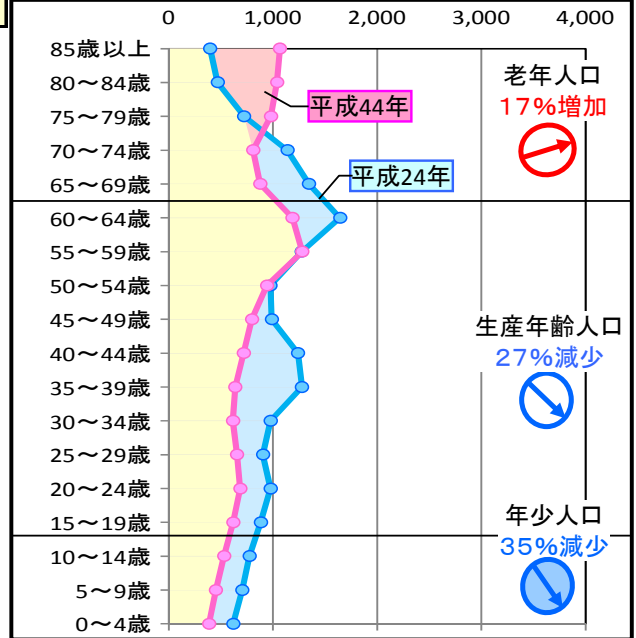 0 1,000 2,000 3,000 4,000
85歳以上
80～84歳
75～79歳
70～74歳
65～69歳
60～64歳
55～59歳
50～54歳
45～49歳
40～44歳
35～39歳
30～34歳
25～29歳
20～24歳
15～19歳
10～14歳
5～9歳
0～4歳
平成44年
平成24年
老年人口
17%増加
生産年齢人口
27%減少
年少人口
35%減少